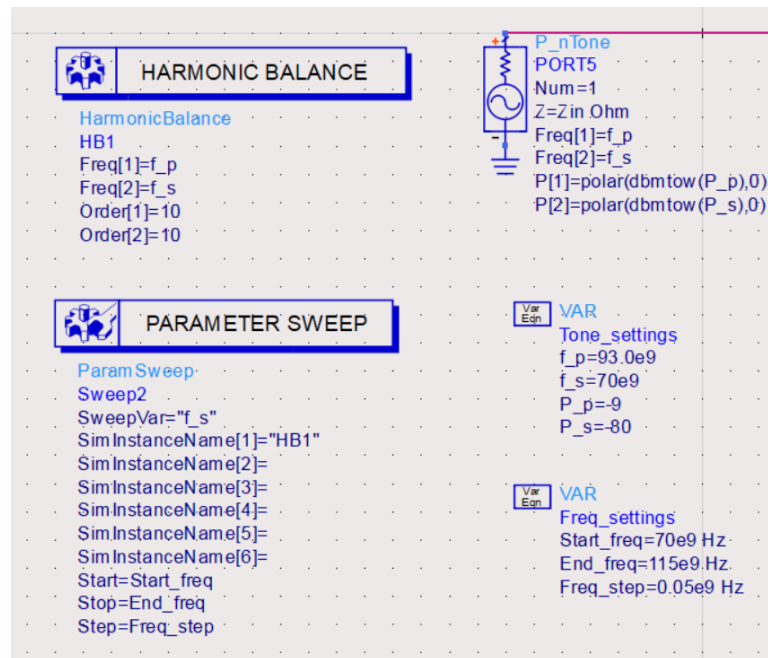 HARMONIC BALANCE
HarmonicBalance
HB1
Freq[1]=f_p
Freq[2]=f_s
Order[1]=10
Order[2]=10
P_nTone
PORT5
Num=1
Z=Zin Ohm
Freq[1]=f_p
Freq[2]=f_s
P[1]=polar(dbmtow(P_p),0)
P[2]=polar(dbmtow(P_s),0)
PARAMETER SWEEP
ParamSweep
Sweep2
SweepVar="f_s"
SimInstanceName[1]="HB1"
SimInstanceName[2]=
SimInstanceName[3]=
SimInstanceName[4]=
SimInstanceName[5]=
SimInstanceName[6]=
Start=Start_freq
Stop=End_freq
Step=Freq_step
Var
Eqn
VAR
Tone_settings
f_p=93.0e9
f_s=70e9
P_p=-9
P_s=-80
Var
Eqn
VAR
Freq_settings
Start_freq=70e9 Hz
End_freq=115e9 Hz
Freq_step=0.05e9 Hz